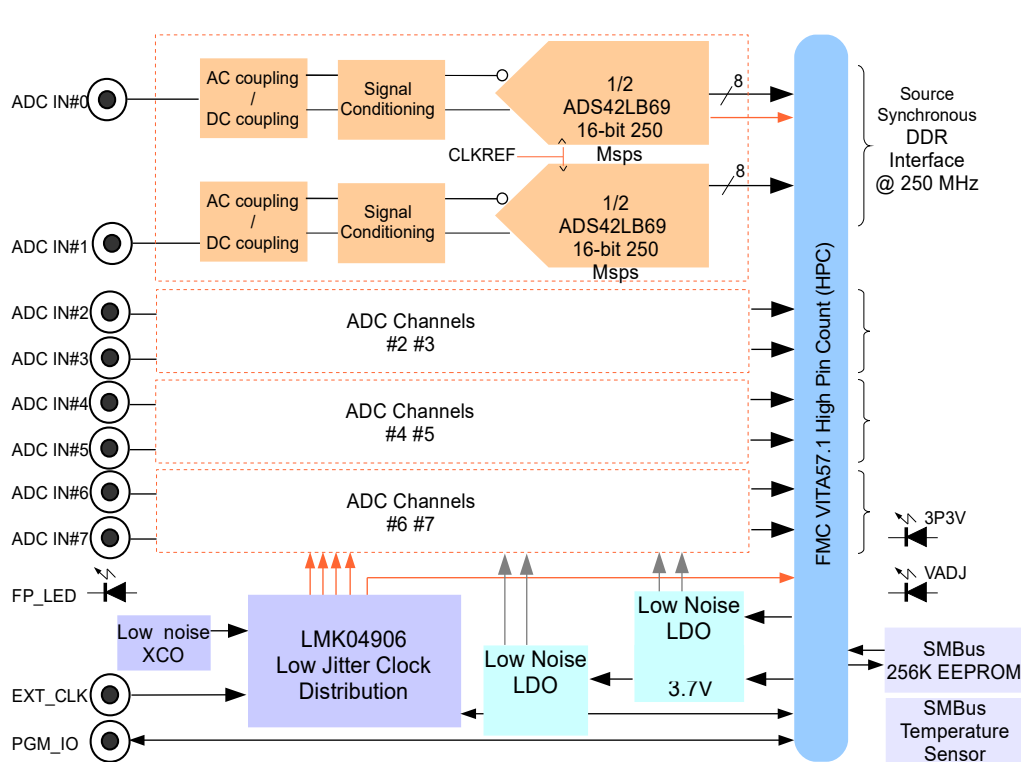 ADC IN#0
AC coupling
/
DC coupling
Signal
Conditioning
1/2
ADS42LB69
16-bit 250
Msps
8
Source
Synchronous
DDR
Interface
@ 250 MHz
CLKREF
ADC IN#1
AC coupling
/
DC coupling
Signal
Conditioning
1/2
ADS42LB69
16-bit 250
Msps
8
FMC VITA57.1 High Pin Count (HPC)
ADC IN#2
ADC IN#3
ADC Channels
#2 #3
ADC IN#4
ADC IN#5
ADC Channels
#4 #5
ADC IN#6
ADC IN#7
ADC Channels
#6 #7
3P3V
VADJ
FP_LED
Low noise
XCO
LMK04906
Low Jitter Clock
Distribution
Low Noise
LDO
Low Noise
LDO
3.7V
EXT_CLK
PGM_IO
SMBus
256K EEPROM
SMBus
Temperature
Sensor